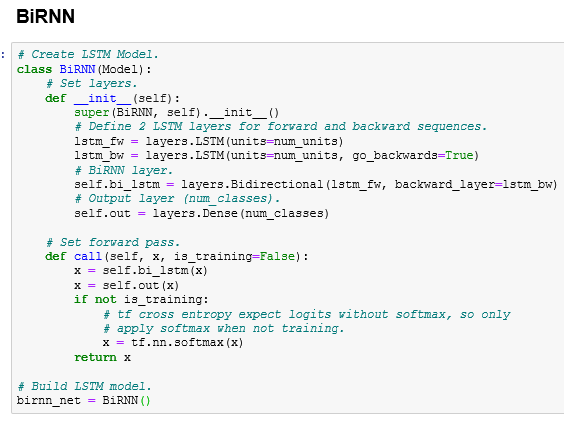 BiRNN
: # Create LSTM Model.
class BiRNN(Model):
    # Set layers.
    def __init__(self):
        super(BiRNN, self).__init__()
        # Define 2 LSTM layers for forward and backward sequences.
        lstm_fw = layers.LSTM(units=num_units)
        lstm_bw = layers.LSTM(units=num_units, go_backwards=True)
        # BiRNN layer.
        self.bi_lstm = layers.Bidirectional(lstm_fw, backward_layer=lstm_bw)
        # Output layer (num_classes).
        self.out = layers.Dense(num_classes)

    # Set forward pass.
    def call(self, x, is_training=False):
        x = self.bi_lstm(x)
        x = self.out(x)
        if not is_training:
            # tf cross entropy expect logits without softmax, so only
            # apply softmax when not training.
            x = tf.nn.softmax(x)
        return x

# Build LSTM model.
birnn_net = BiRNN()